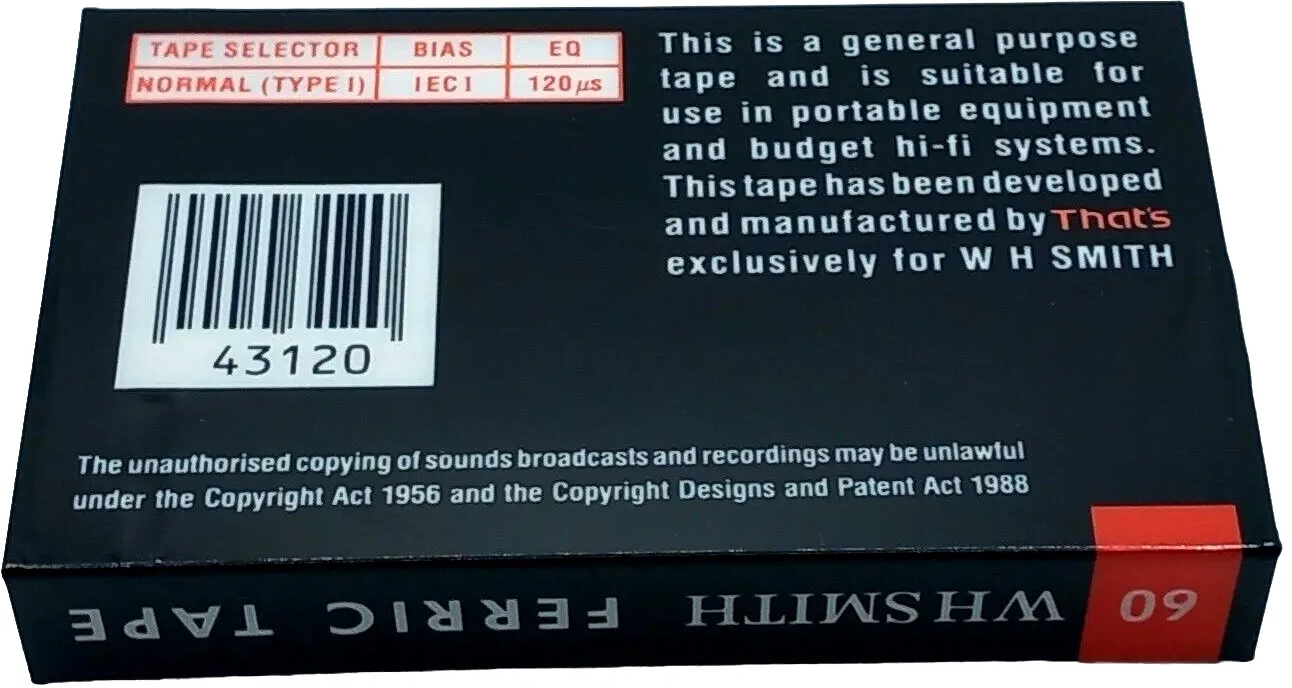 TAPE SELECTOR BIAS EQ
NORMAL (TYPE I) IEC I 120 µs
This is a general purpose
tape and is suitable for
use in portable equipment
and budget hi-fi systems.
This tape has been developed
and manufactured by That's
exclusively for W H SMITH
43120
The unauthorised copying of sounds broadcasts and recordings may be unlawful
under the Copyright Act 1956 and the Copyright Designs and Patent Act 1988
60 WHSMITH FERRIC TAPE